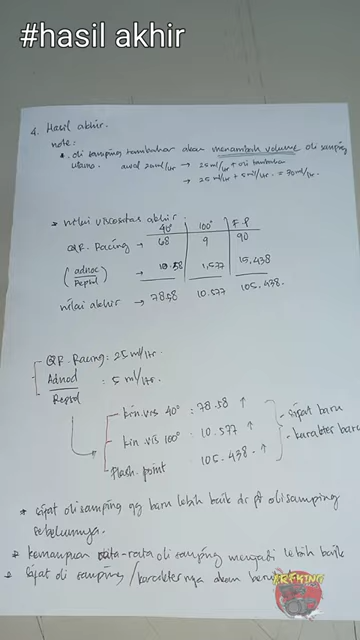 #hasil akhir
4. Hasil akhir.
note:
* oli samping tambahan akan menambah volume oli samping
utama. awal 25ml/ltr → 25ml/ltr + oli tambahan
→ 25 ml/ltr + 5ml/ltr. = 70ml/ltr.
* nilai viscositas akhir:
40° 100° F.P
QR. Racing → 68 9 90
(adnoc/Repsol) → 10.58 1,577 15,438
nilai akhir → 78.58 10.577 105.438.
QR. Racing: 25 ml/ltr.
Adnoc/Repsol : 5 ml/ltr.
kin. vis 40° : 78.58 ↑
kin. vis 100° : 10.577 ↑
Flash. point : 105.438. ↑
- sifat baru
- karakter baru
* sifat oli samping yg baru lebih baik dr pd oli samping
sebelumnya.
* kemampuan rata-rata oli samping menjadi lebih baik
* sifat oli samping / karakternya akan